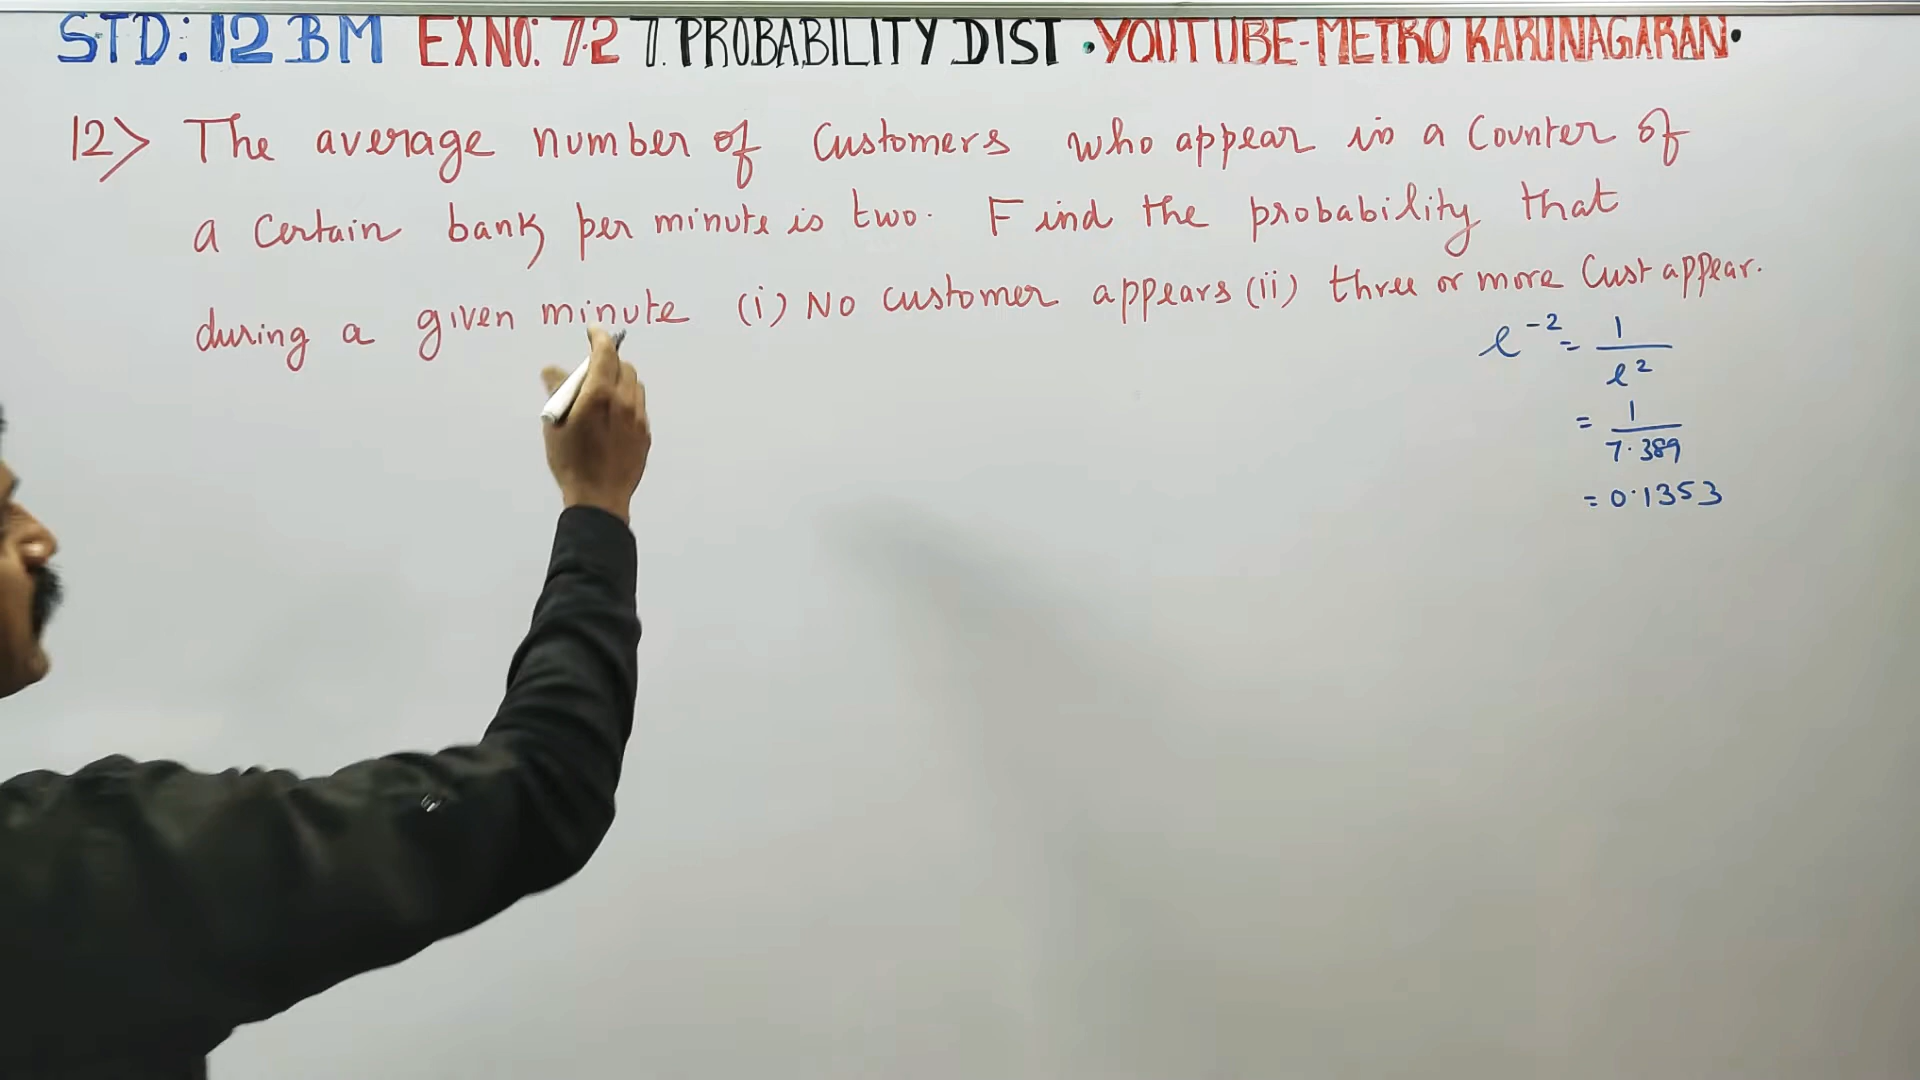 STD: 12 BM EX NO: 7.2 7. PROBABILITY DIST • YOUTUBE-METRO KARUNAGARAN •
12> The average number of Customers who appear in a Counter of
a Certain bank per minute is two. Find the probability that
during a given minute (i) No customer appears (ii) three or more Cust appear.
e^-2 = 1/e^2
= 1/7.389
= 0.1353